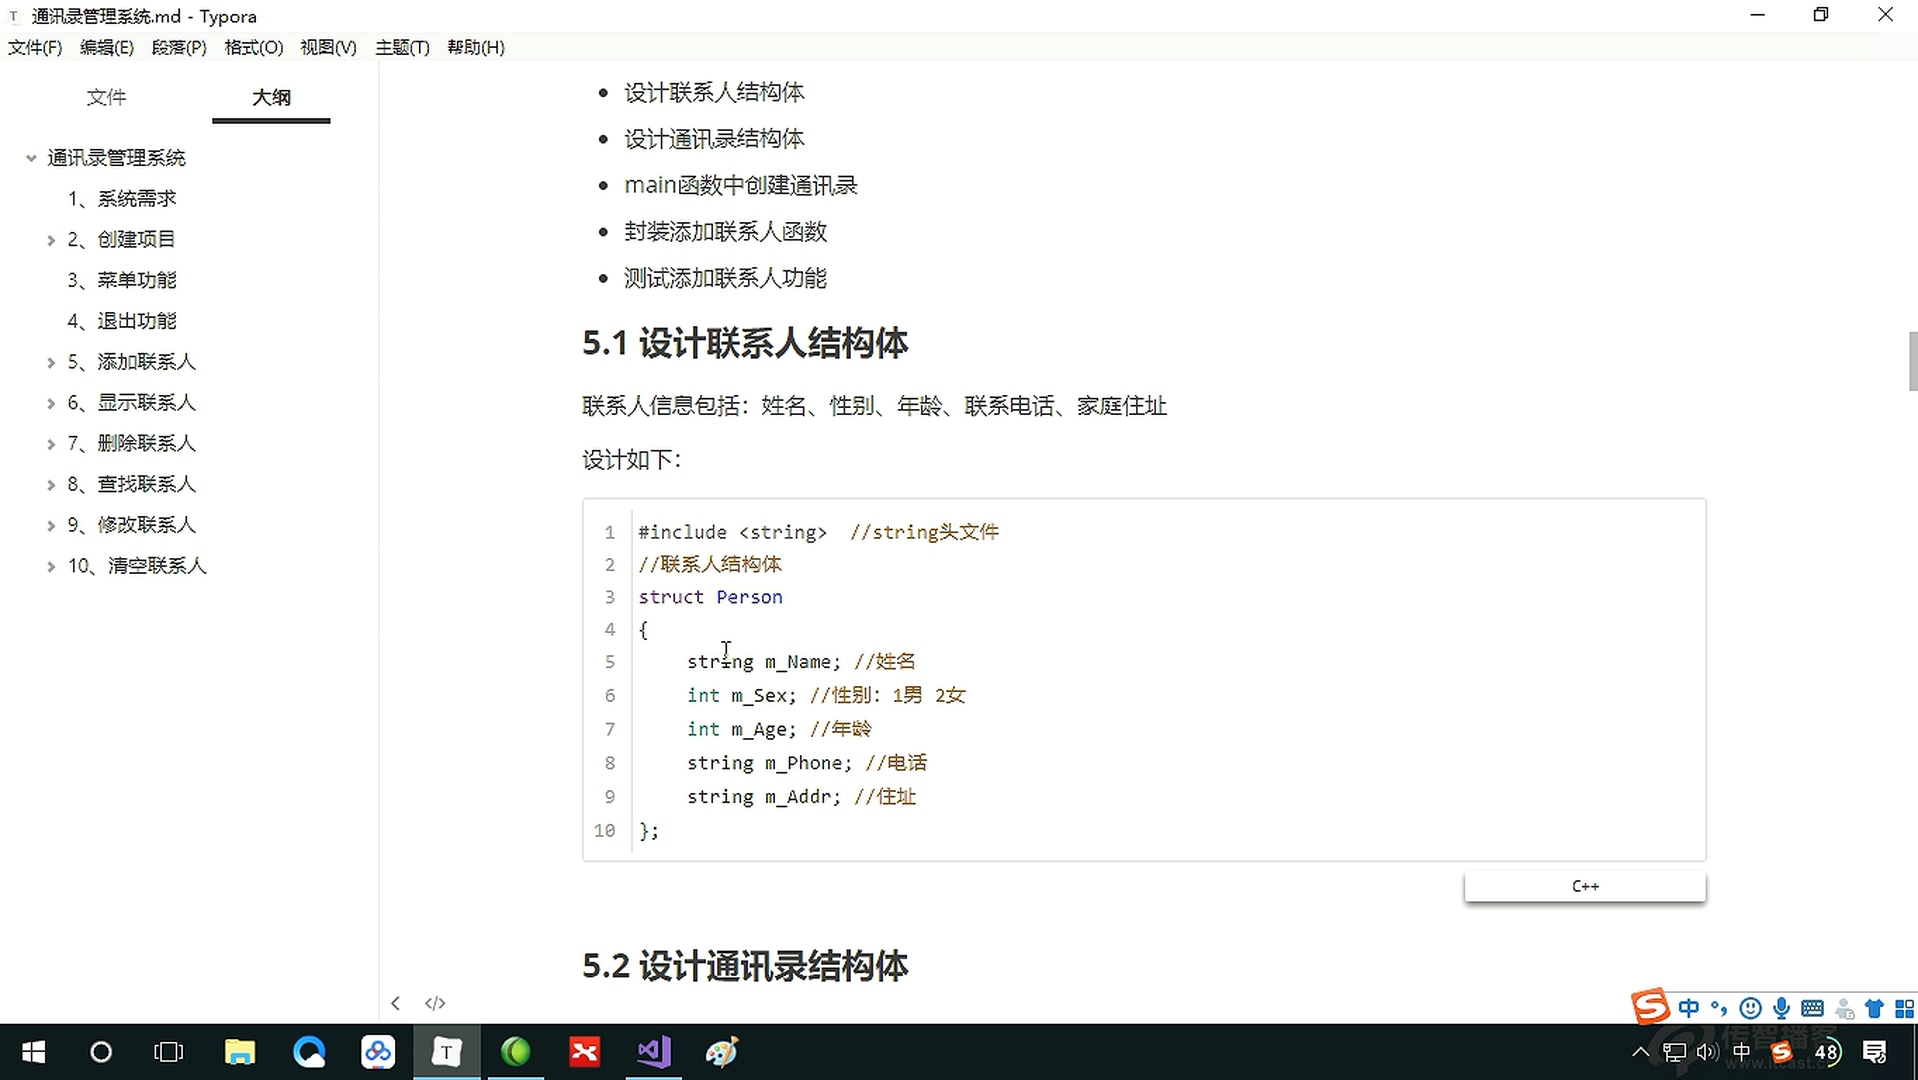 通讯录管理系统.md - Typora
文件(F) 编辑(E) 段落(P) 格式(O) 视图(V) 主题(T) 帮助(H)
文件 大纲
通讯录管理系统
1、系统需求
2、创建项目
3、菜单功能
4、退出功能
5、添加联系人
6、显示联系人
7、删除联系人
8、查找联系人
9、修改联系人
10、清空联系人
设计联系人结构体
设计通讯录结构体
main函数中创建通讯录
封装添加联系人函数
测试添加联系人功能
5.1 设计联系人结构体
联系人信息包括：姓名、性别、年龄、联系电话、家庭住址
设计如下：
1 #include <string>  //string头文件
2 //联系人结构体
3 struct Person
4 {
5 string m_Name; //姓名
6 int m_Sex; //性别：1男 2女
7 int m_Age; //年龄
8 string m_Phone; //电话
9 string m_Addr; //住址
10 };
C++
5.2 设计通讯录结构体
</>
中
传智播客
中 48